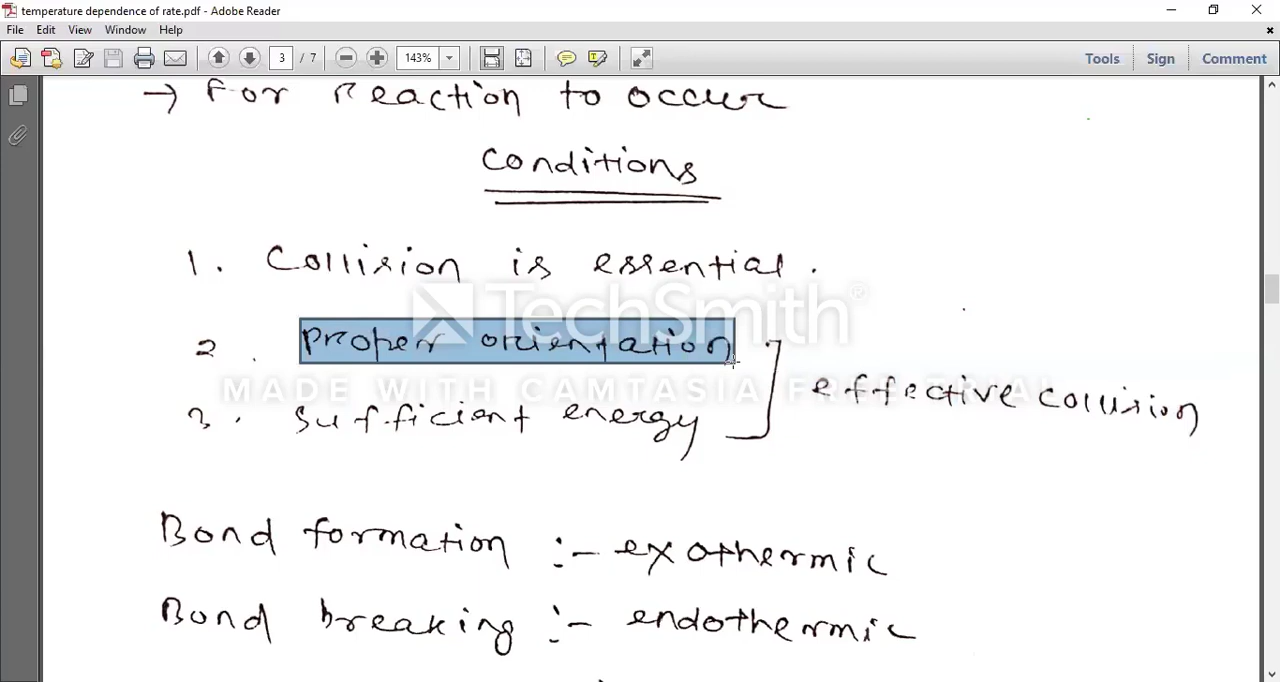 temperature dependence of rate.pdf - Adobe Reader
File Edit View Window Help
3 / 7 143% Tools Sign Comment
→ For Reaction to occur
Conditions
1. Collision is essential.
2. Proper orientation
3. Sufficient energy
effective collision
TechSmith®
MADE WITH CAMTASIA FREE TRIAL
Bond formation :- exothermic
Bond breaking :- endothermic